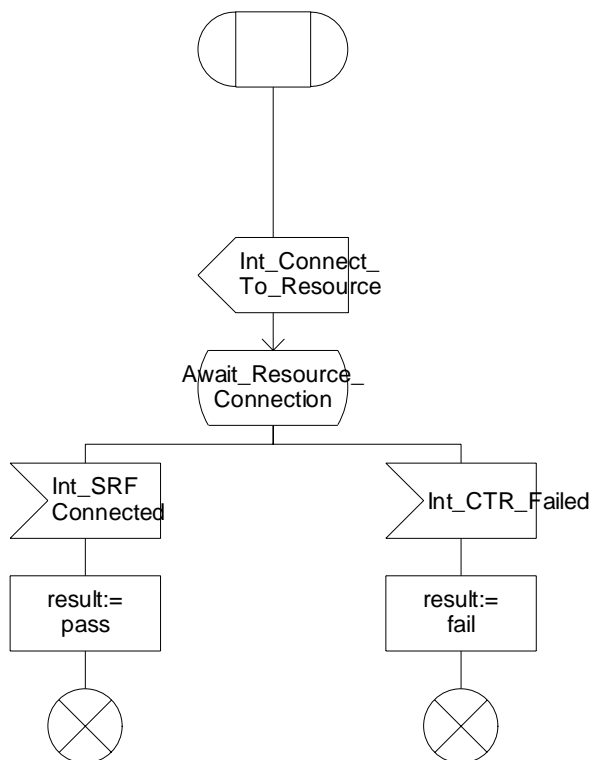 Int_Connect_
To_Resource
Await_Resource_
Connection
Int_SRF
Connected
Int_CTR_Failed
result:=
pass
result:=
fail